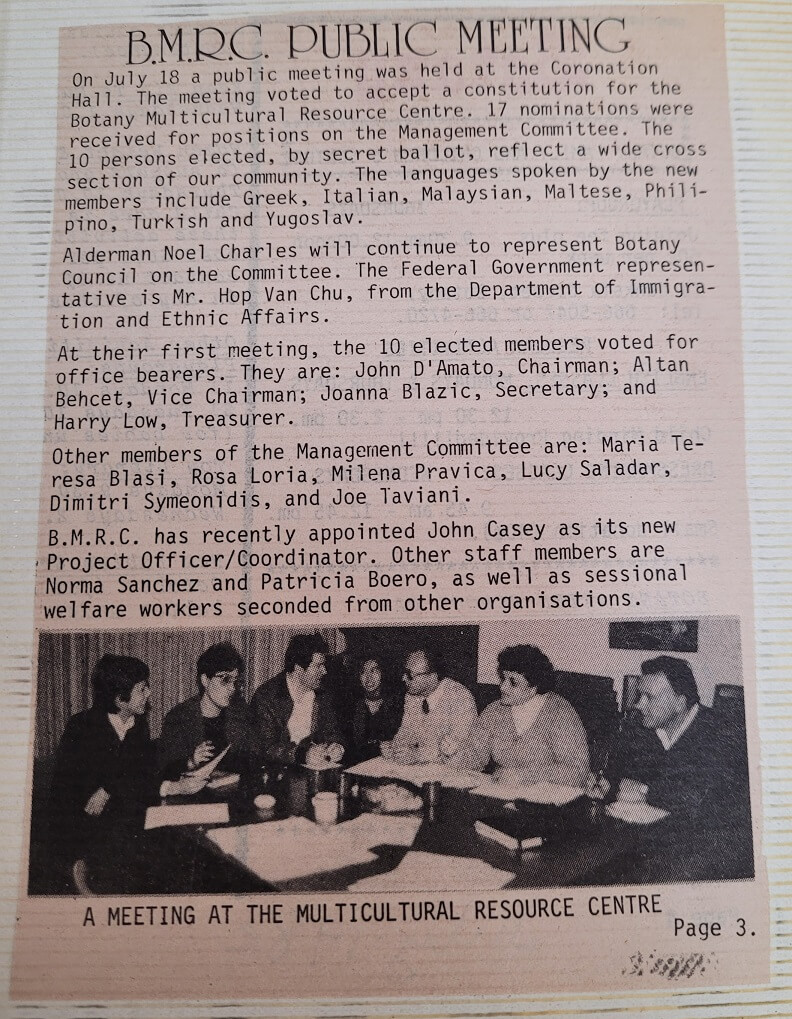 B.M.R.C. PUBLIC MEETING
On July 18 a public meeting was held at the Coronation
Hall. The meeting voted to accept a constitution for the
Botany Multicultural Resource Centre. 17 nominations were
received for positions on the Management Committee. The
10 persons elected, by secret ballot, reflect a wide cross
section of our community. The languages spoken by the new
members include Greek, Italian, Malaysian, Maltese, Phili-
pino, Turkish and Yugoslav.
Alderman Noel Charles will continue to represent Botany
Council on the Committee. The Federal Government represen-
tative is Mr. Hop Van Chu, from the Department of Immigra-
tion and Ethnic Affairs.
At their first meeting, the 10 elected members voted for
office bearers. They are: John D'Amato, Chairman; Altan
Behcet, Vice Chairman; Joanna Blazic, Secretary; and
Harry Low, Treasurer.
Other members of the Management Committee are: Maria Te-
resa Blasi, Rosa Loria, Milena Pravica, Lucy Saladar,
Dimitri Symeonidis, and Joe Taviani.
B.M.R.C. has recently appointed John Casey as its new
Project Officer/Coordinator. Other staff members are
Norma Sanchez and Patricia Boero, as well as sessional
welfare workers seconded from other organisations.
A MEETING AT THE MULTICULTURAL RESOURCE CENTRE
Page 3.